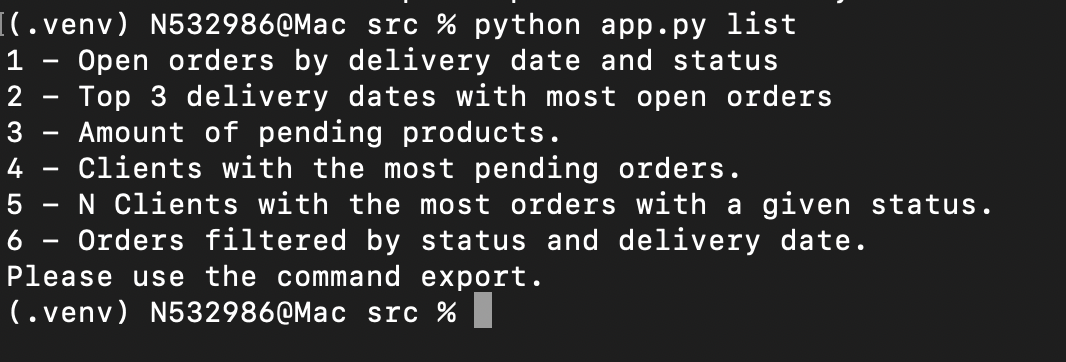 (.venv) N532986@Mac src % python app.py list
1 – Open orders by delivery date and status
2 – Top 3 delivery dates with most open orders
3 – Amount of pending products.
4 – Clients with the most pending orders.
5 – N Clients with the most orders with a given status.
6 – Orders filtered by status and delivery date.
Please use the command export.
(.venv) N532986@Mac src %